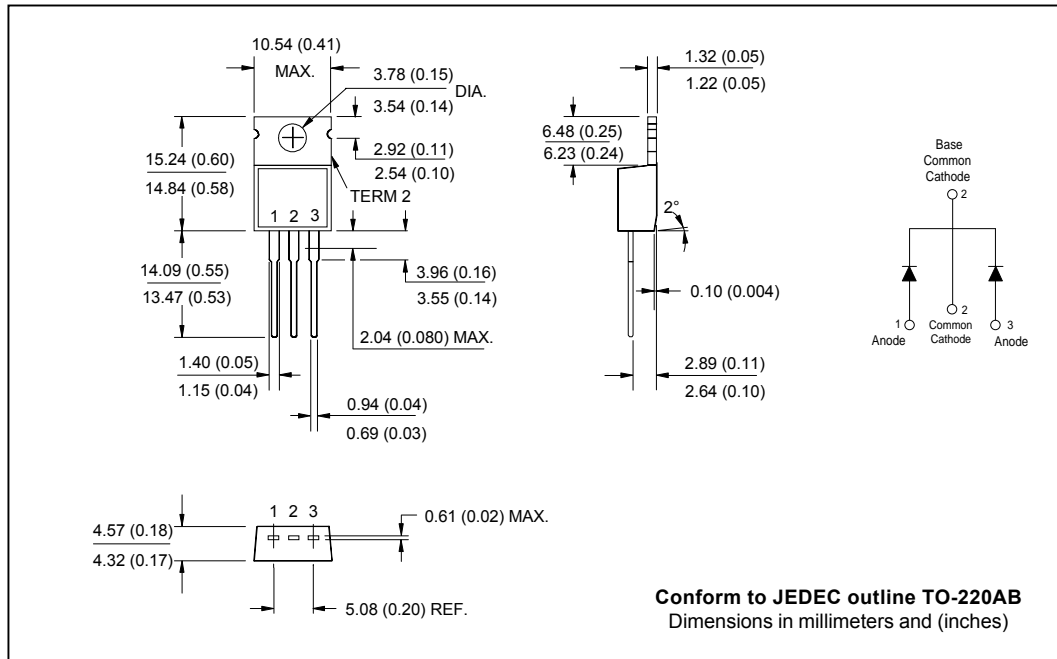 10.54 (0.41)
MAX.
3.78 (0.15)
3.54 (0.14)
DIA.
2.92 (0.11)
2.54 (0.10)
TERM 2
15.24 (0.60)
14.84 (0.58)
1 2 3
14.09 (0.55)
13.47 (0.53)
3.96 (0.16)
3.55 (0.14)
2.04 (0.080) MAX.
1.40 (0.05)
1.15 (0.04)
0.94 (0.04)
0.69 (0.03)
1.32 (0.05)
1.22 (0.05)
6.48 (0.25)
6.23 (0.24)
2°
0.10 (0.004)
2.89 (0.11)
2.64 (0.10)
Base
Common
Cathode
2
1
Anode
2
Common
Cathode
3
Anode
1 2 3
4.57 (0.18)
4.32 (0.17)
0.61 (0.02) MAX.
5.08 (0.20) REF.
Conform to JEDEC outline TO-220AB
Dimensions in millimeters and (inches)